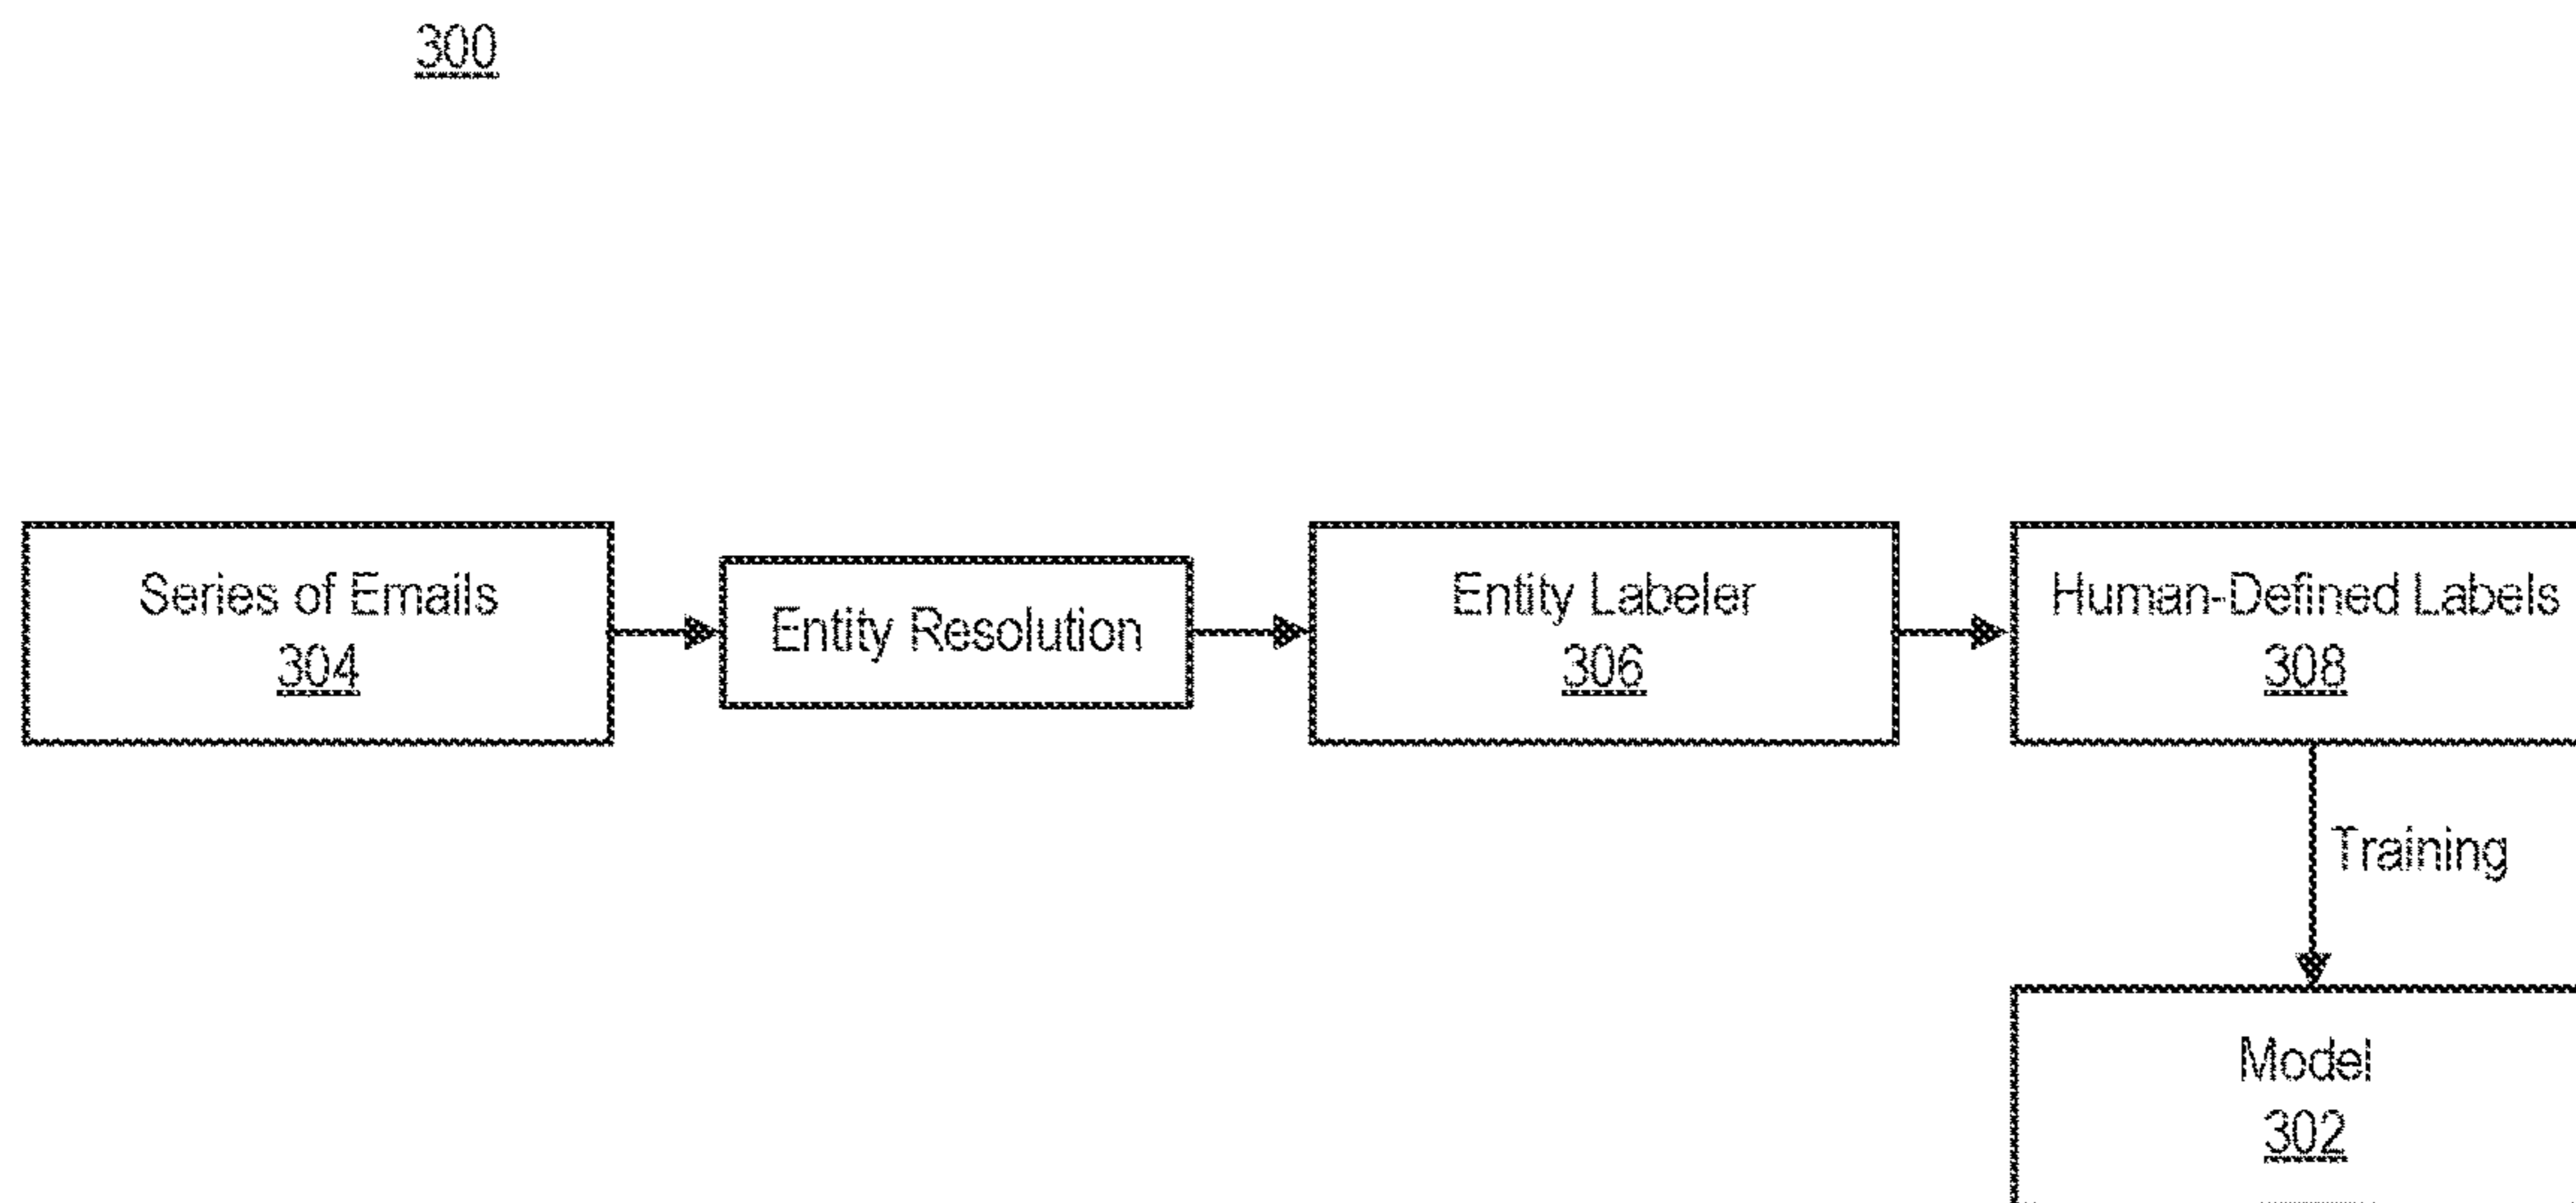 300
Series of Emails
304
Entity Resolution
Entity Labeler
306
Human-Defined Labels
308
Training
Model
302